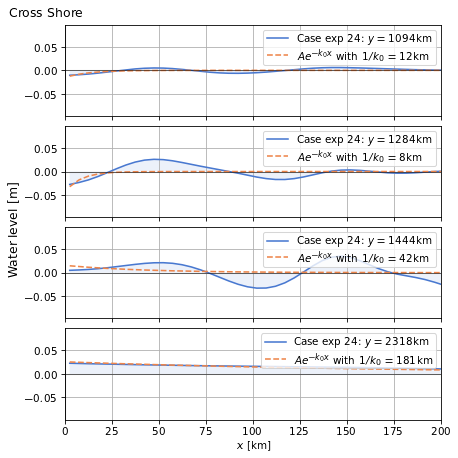 Cross Shore
Water level [m]
0.05
0.00
−0.05
Case exp 24: y = 1094km
Ae^{−k₀x} with 1/k₀ = 12km
0.05
0.00
−0.05
Case exp 24: y = 1284km
Ae^{−k₀x} with 1/k₀ = 8km
0.05
0.00
−0.05
Case exp 24: y = 1444km
Ae^{−k₀x} with 1/k₀ = 42km
0.05
0.00
−0.05
Case exp 24: y = 2318km
Ae^{−k₀x} with 1/k₀ = 181km
0 25 50 75 100 125 150 175 200
x [km]